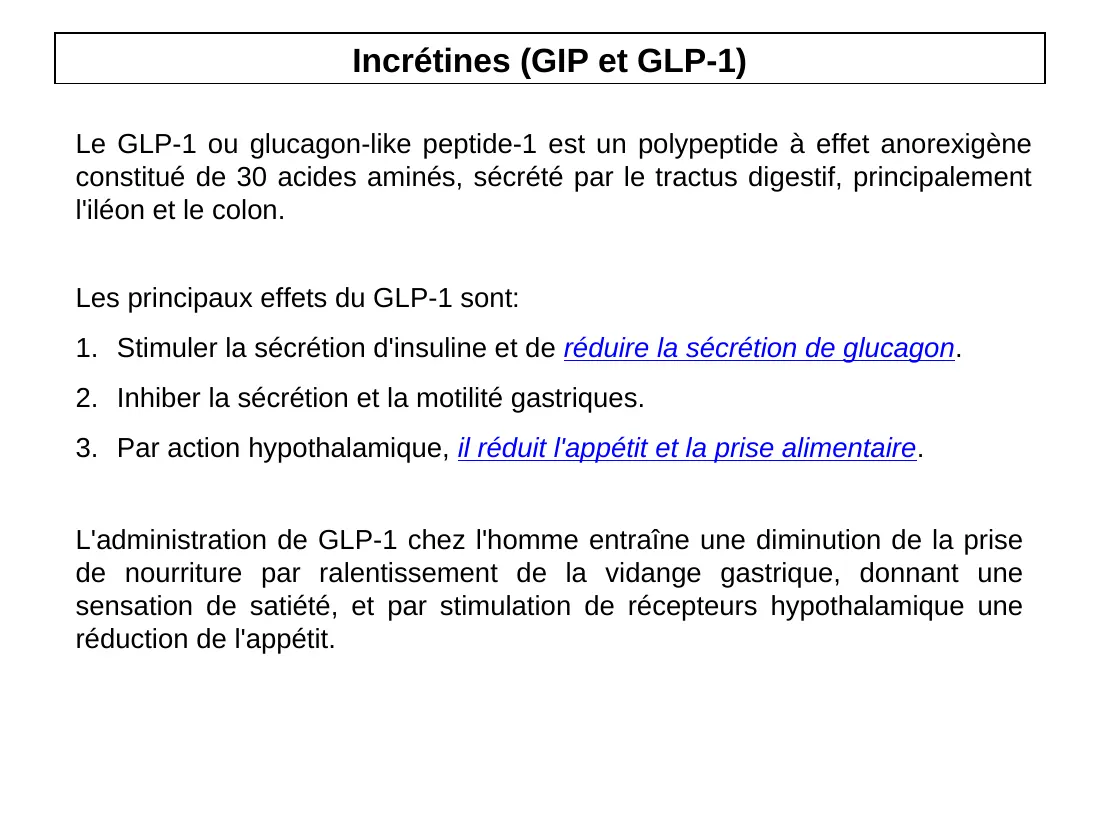 Incrétines (GIP et GLP-1)
Le GLP-1 ou glucagon-like peptide-1 est un polypeptide à effet anorexigène
constitué de 30 acides aminés, sécrété par le tractus digestif, principalement
l'iléon et le colon.
Les principaux effets du GLP-1 sont:
1. Stimuler la sécrétion d'insuline et de réduire la sécrétion de glucagon.
2. Inhiber la sécrétion et la motilité gastriques.
3. Par action hypothalamique, il réduit l'appétit et la prise alimentaire.
L'administration de GLP-1 chez l'homme entraîne une diminution de la prise
de nourriture par ralentissement de la vidange gastrique, donnant une
sensation de satiété, et par stimulation de récepteurs hypothalamique une
réduction de l'appétit.